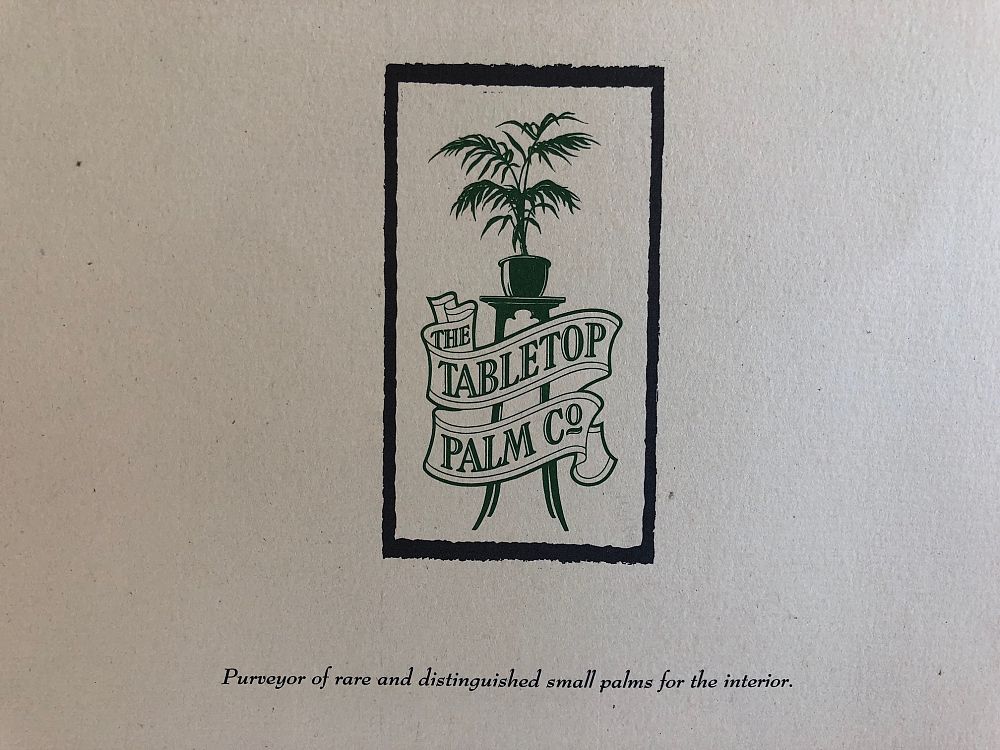 THE
TABLETOP
PALM Cº
Purveyor of rare and distinguished small palms for the interior.